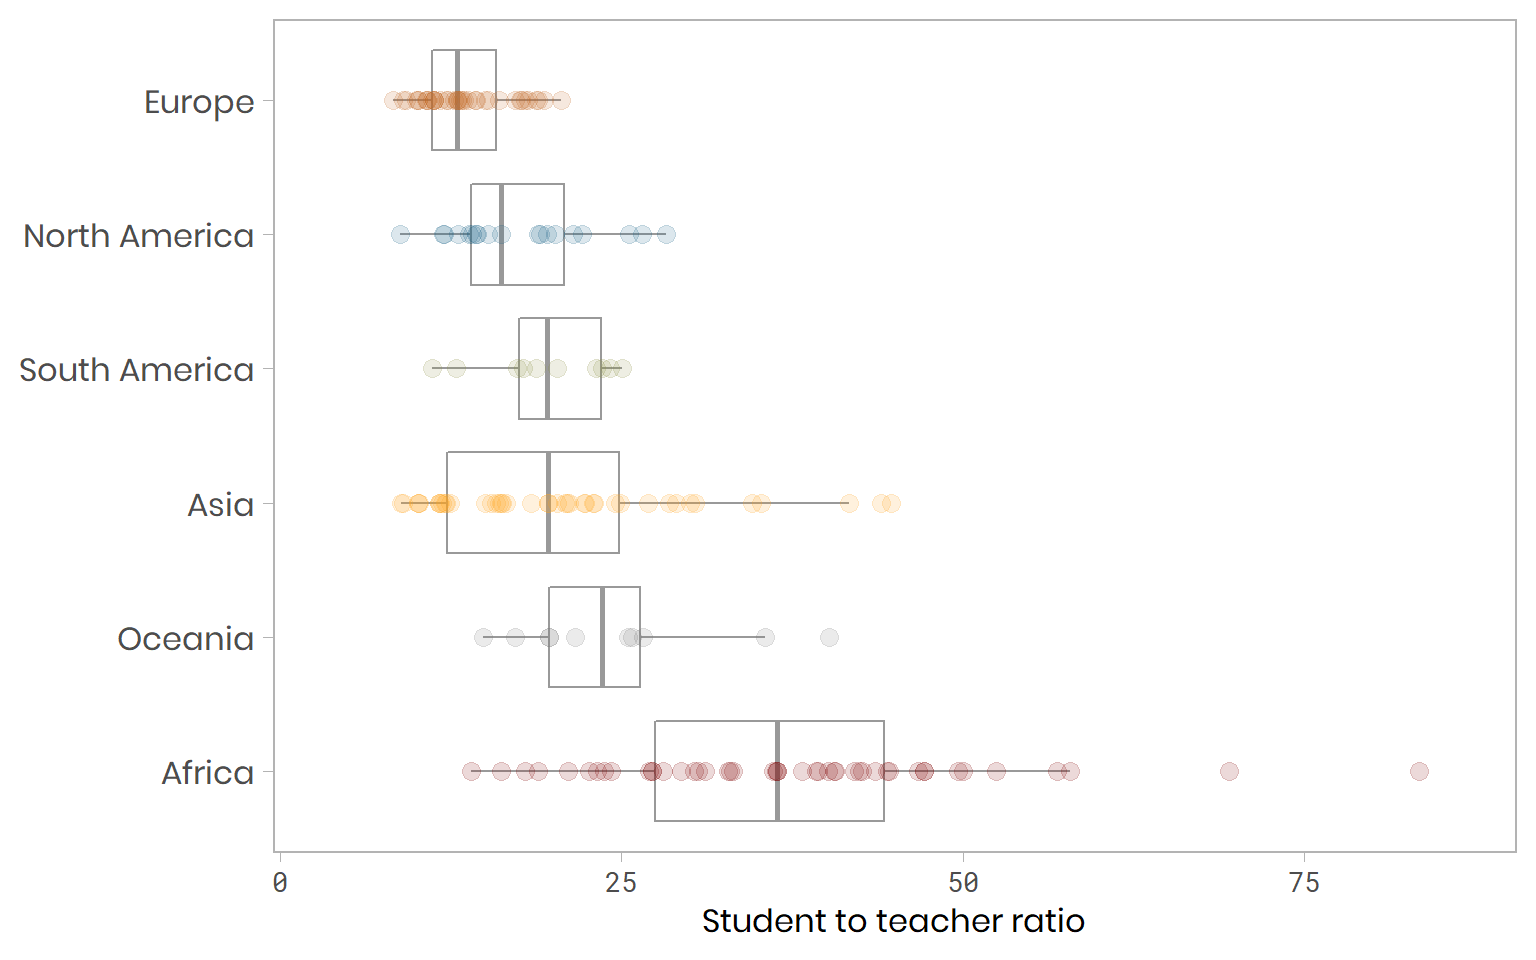 Europe
North America
South America
Asia
Oceania
Africa
0 25 50 75
Student to teacher ratio